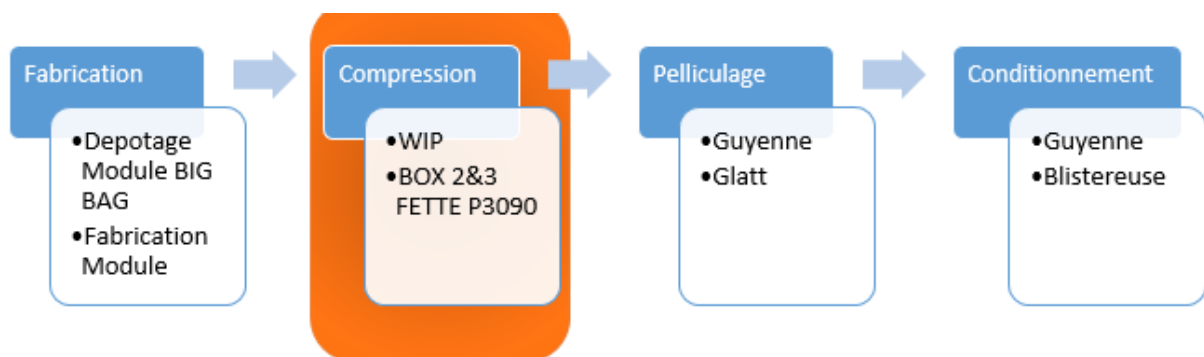 Fabrication
•Depotage
Module BIG
BAG
•Fabrication
Module
Compression
•WIP
•BOX 2&3
FETTE P3090
Pelliculage
•Guyenne
•Glatt
Conditionnement
•Guyenne
•Blistereuse